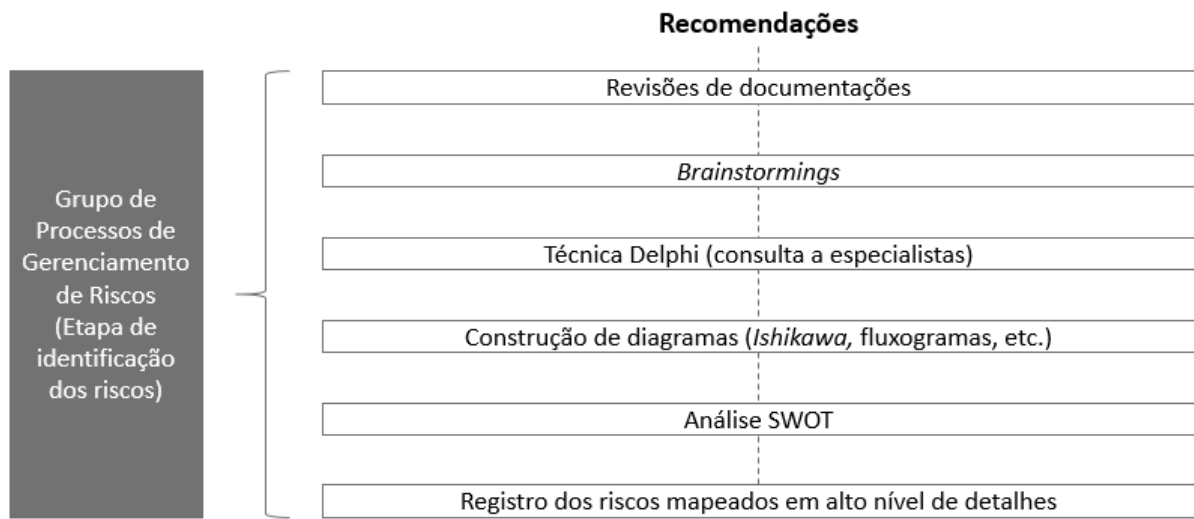 Recomendações
Grupo de
Processos de
Gerenciamento
de Riscos
(Etapa de
identificação
dos riscos)
Revisões de documentações
Brainstormings
Técnica Delphi (consulta a especialistas)
Construção de diagramas (Ishikawa, fluxogramas, etc.)
Análise SWOT
Registro dos riscos mapeados em alto nível de detalhes